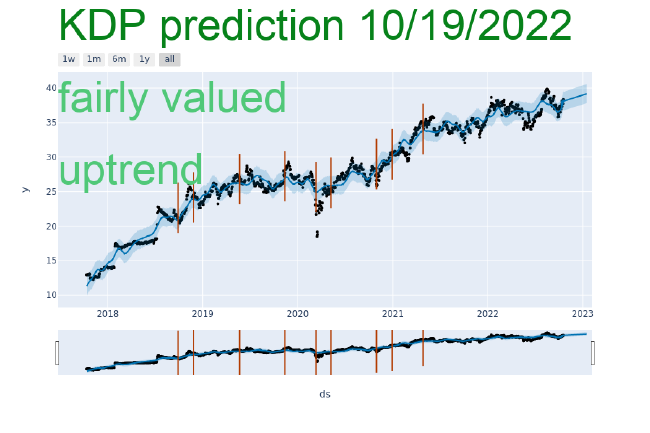 KDP prediction 10/19/2022
1w 1m 6m 1y all
fairly valued
uptrend
40
35
30
25
20
15
10
y
2018 2019 2020 2021 2022 2023
ds